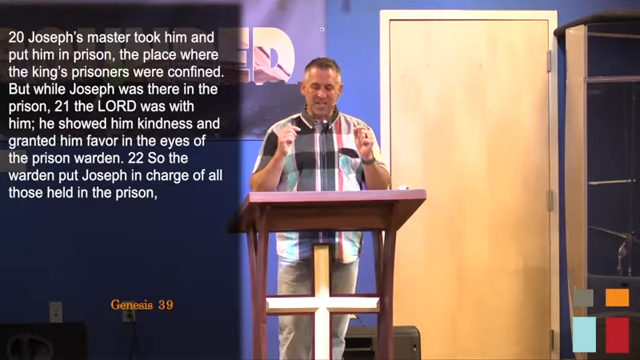 20 Joseph's master took him and
put him in prison, the place where
the king's prisoners were confined.
But while Joseph was there in the
prison, 21 the LORD was with
him; he showed him kindness and
granted him favor in the eyes of
the prison warden. 22 So the
warden put Joseph in charge of all
those held in the prison,
Genesis 39